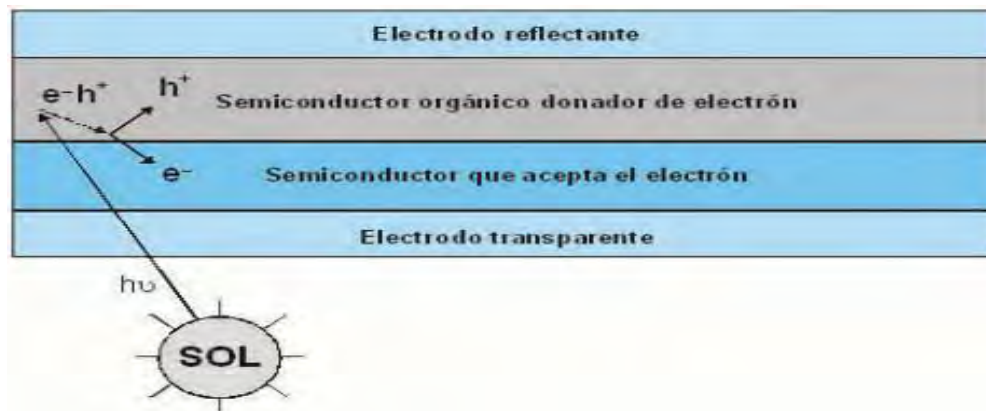 Electrodo reflectante
e⁻h⁺
h⁺
Semiconductor orgánico donador de electrón
e⁻
Semiconductor que acepta el electrón
Electrodo transparente
hυ
SOL